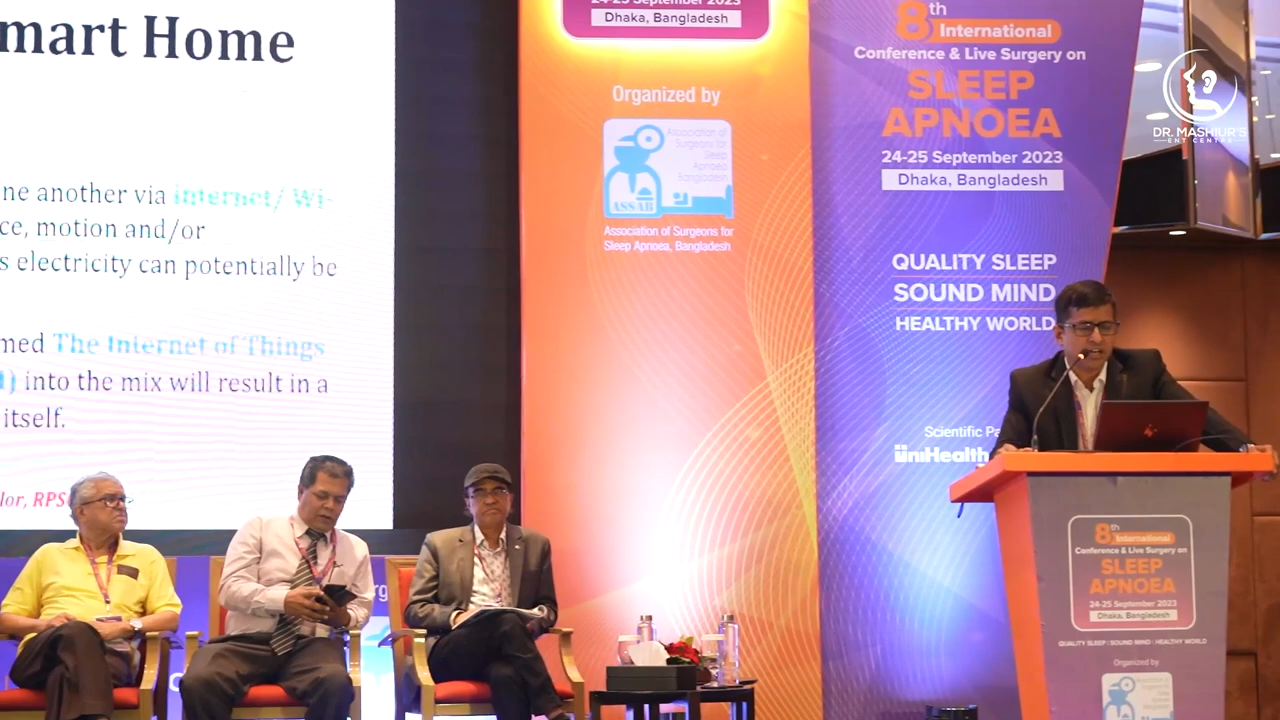 mart Home
ne another via internet/ Wi-
ce, motion and/or
s electricity can potentially be
med The Internet of Things
) into the mix will result in a
itself.
lor, RPS
24-25 September 2023
Dhaka, Bangladesh
Organized by
Association of
Surgeons for
Sleep
Apnoea
Bangladesh
ASSAB
Association of Surgeons for
Sleep Apnoea, Bangladesh
8th
International
Conference & Live Surgery on
SLEEP
APNOEA
24-25 September 2023
Dhaka, Bangladesh
QUALITY SLEEP
SOUND MIND
HEALTHY WORLD
Scientific Pa
üniHealth
DR. MASHIUR'S
ENT CENTRE
8th
International
Conference & Live Surgery on
SLEEP
APNOEA
24-25 September 2023
Dhaka, Bangladesh
QUALITY SLEEP | SOUND MIND | HEALTHY WORLD
Organized by